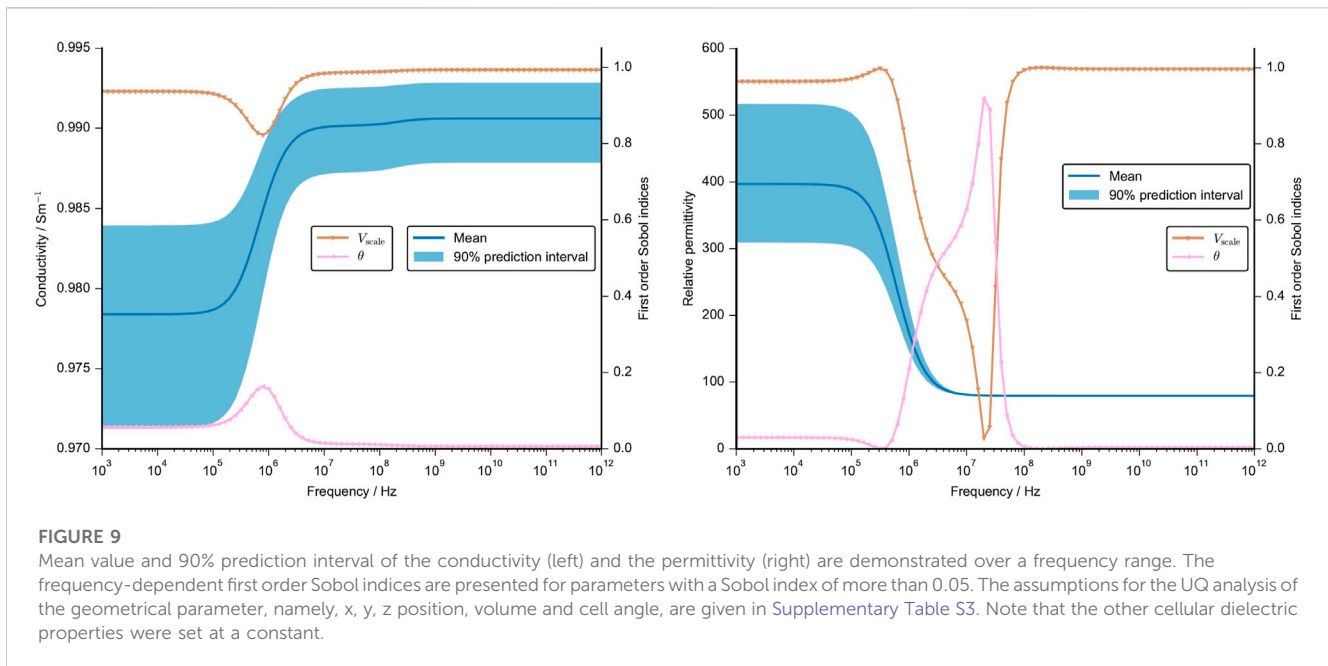 0.995
0.990
0.985
0.980
0.975
0.970
Conductivity / Sm⁻¹
1.0
0.8
0.6
0.4
0.2
0.0
First order Sobol indices
V_scale
θ
Mean
90% prediction interval
10³ 10⁴ 10⁵ 10⁶ 10⁷ 10⁸ 10⁹ 10¹⁰ 10¹¹ 10¹²
Frequency / Hz
600
500
400
300
200
100
0
Relative permittivity
1.0
0.8
0.6
0.4
0.2
0.0
First order Sobol indices
Mean
90% prediction interval
V_scale
θ
10³ 10⁴ 10⁵ 10⁶ 10⁷ 10⁸ 10⁹ 10¹⁰ 10¹¹ 10¹²
Frequency / Hz
FIGURE 9
Mean value and 90% prediction interval of the conductivity (left) and the permittivity (right) are demonstrated over a frequency range. The
frequency-dependent first order Sobol indices are presented for parameters with a Sobol index of more than 0.05. The assumptions for the UQ analysis of
the geometrical parameter, namely, x, y, z position, volume and cell angle, are given in Supplementary Table S3. Note that the other cellular dielectric
properties were set at a constant.